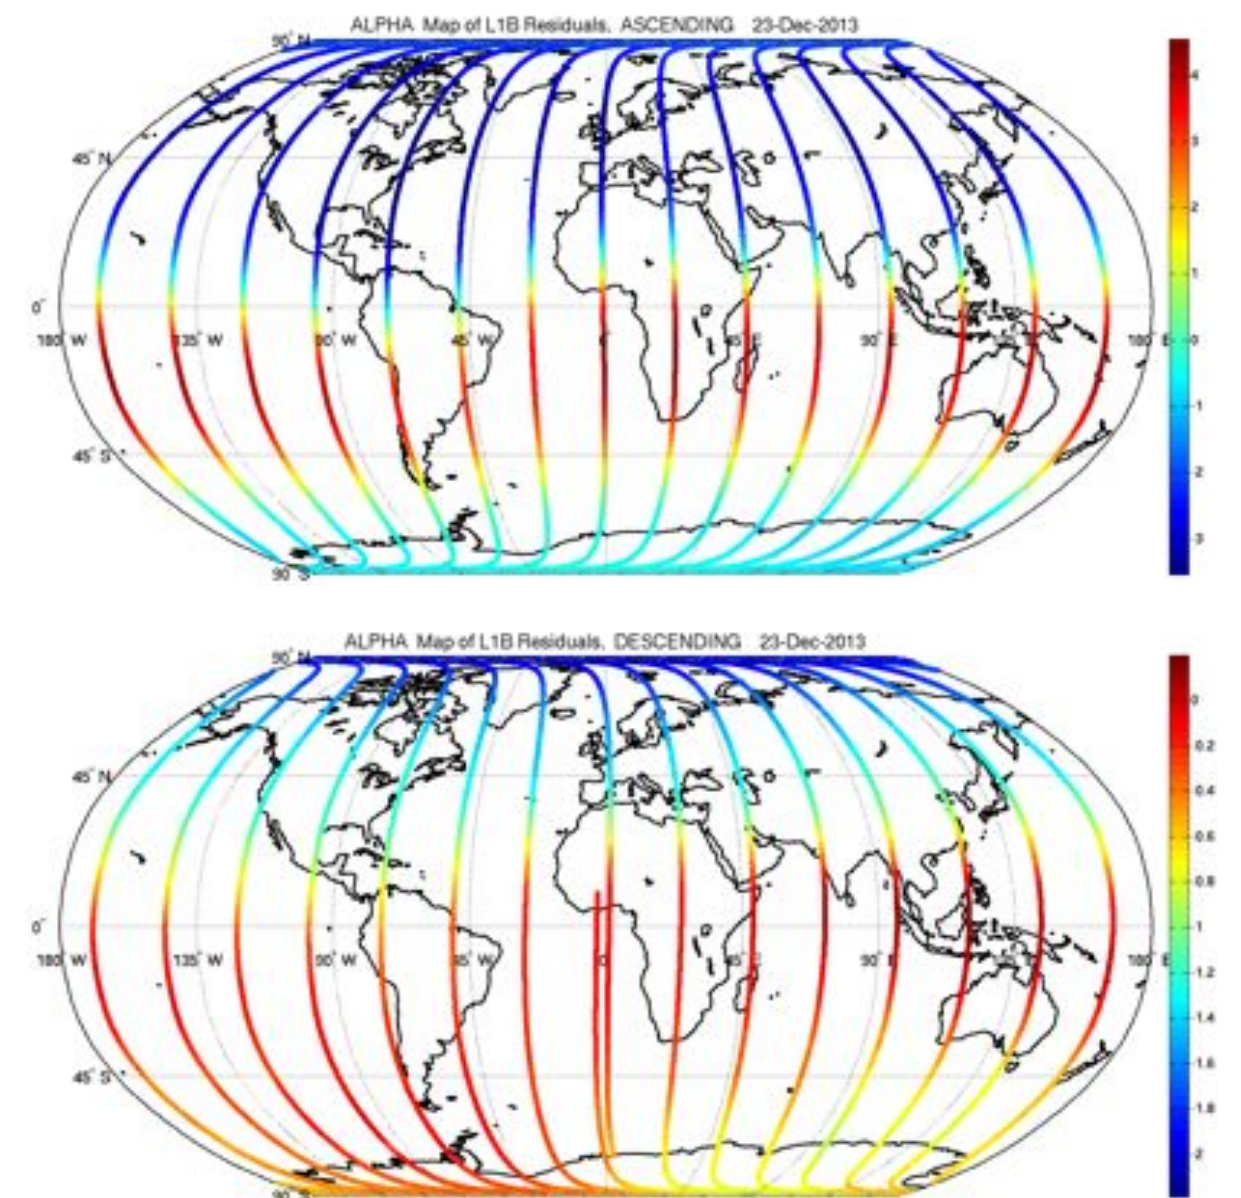 ALPHA Map of L1B Residuals, ASCENDING 23-Dec-2013
90° N
4
3
45° N
2
1
0°
180° W 135° W 90° W 45° W 0° 45° E 90° E 180° E
0
1
45° S
2
3
90° S
ALPHA Map of L1B Residuals, DESCENDING 23-Dec-2013
90° N
0
0.2
45° N
0.4
0.6
0.8
0°
1
180° W 135° W 90° W 45° W 0 45° E 90° E 180° E
1.2
1.4
45° S
1.6
1.8
2
90° S